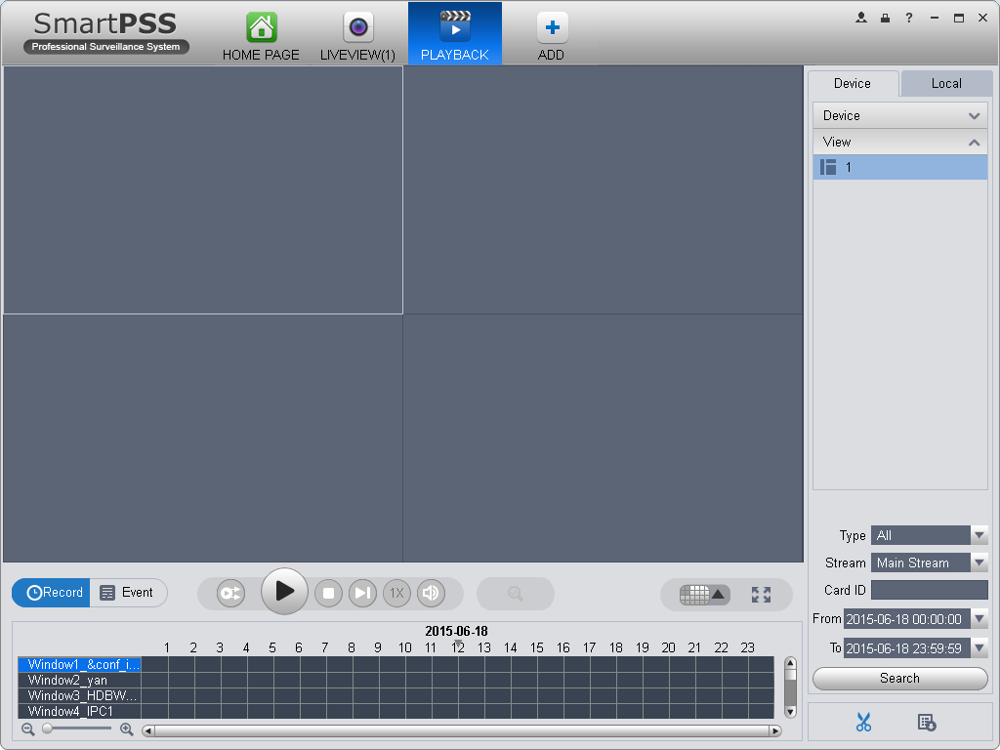 SmartPSS
Professional Surveillance System
HOME PAGE
LIVEVIEW(1)
PLAYBACK
ADD
?
Device
Local
Device
View
1
Type
All
Stream
Main Stream
Card ID
From
2015-06-18 00:00:00
To
2015-06-18 23:59:59
Search
Record
Event
1X
2015-06-18
1 2 3 4 5 6 7 8 9 10 11 12 13 14 15 16 17 18 19 20 21 22 23
Window1_&conf_i...
Window2_yan
Window3_HDBW...
Window4_IPC1